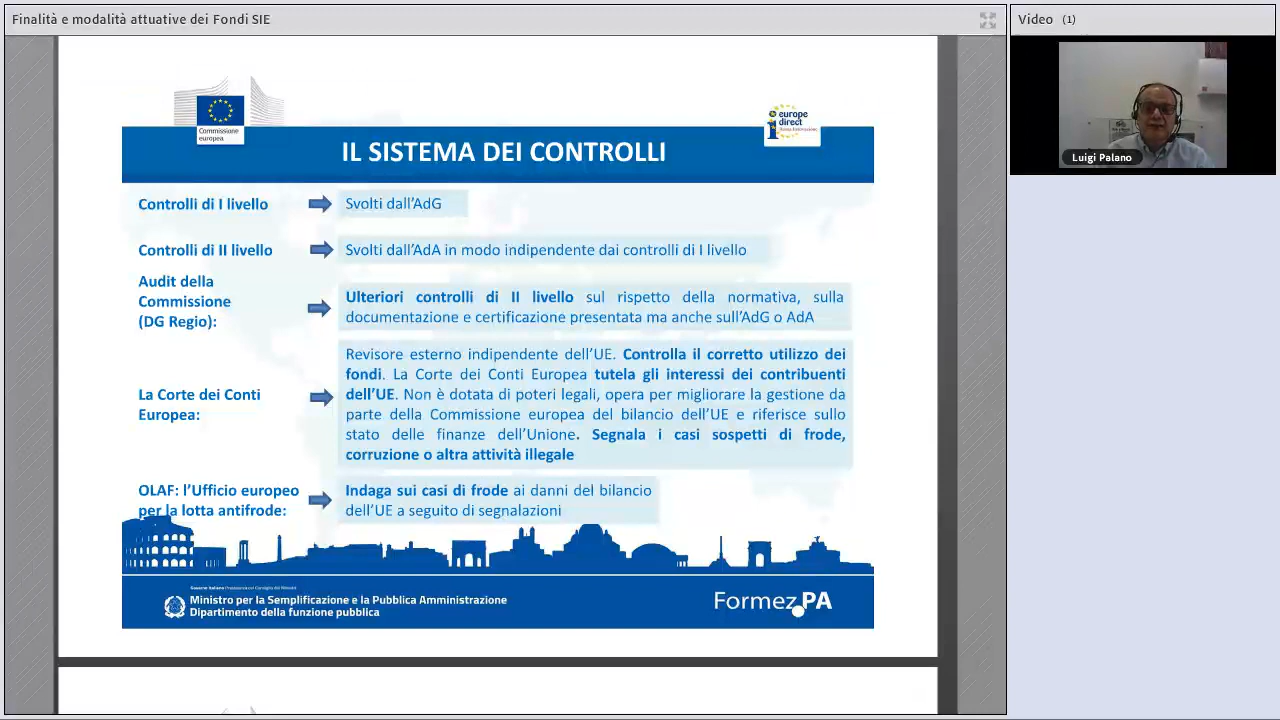 Finalità e modalità attuative dei Fondi SIE
Video (1)
Luigi Palano
Commissione
europea
europe
direct
IL SISTEMA DEI CONTROLLI
Controlli di I livello
Svolti dall'AdG
Controlli di II livello
Svolti dall'AdA in modo indipendente dai controlli di I livello
Audit della
Commissione
(DG Regio):
Ulteriori controlli di II livello sul rispetto della normativa, sulla
documentazione e certificazione presentata ma anche sull'AdG o AdA
La Corte dei Conti
Europea:
Revisore esterno indipendente dell'UE. Controlla il corretto utilizzo dei
fondi. La Corte dei Conti Europea tutela gli interessi dei contribuenti
dell'UE. Non è dotata di poteri legali, opera per migliorare la gestione da
parte della Commissione europea del bilancio dell'UE e riferisce sullo
stato delle finanze dell'Unione. Segnala i casi sospetti di frode,
corruzione o altra attività illegale
OLAF: l'Ufficio europeo
per la lotta antifrode:
Indaga sui casi di frode ai danni del bilancio
dell'UE a seguito di segnalazioni
Ministro per la Semplificazione e la Pubblica Amministrazione
Dipartimento della funzione pubblica
Formez PA